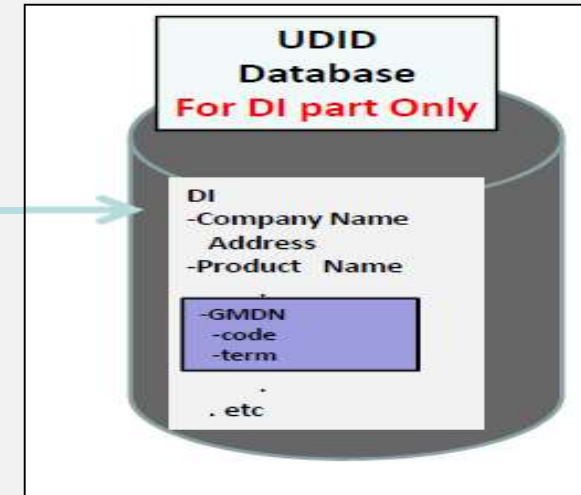 UDID
Database
For DI part Only
DI
-Company Name
Address
-Product Name
.
-GMDN
-code
-term
.
. etc